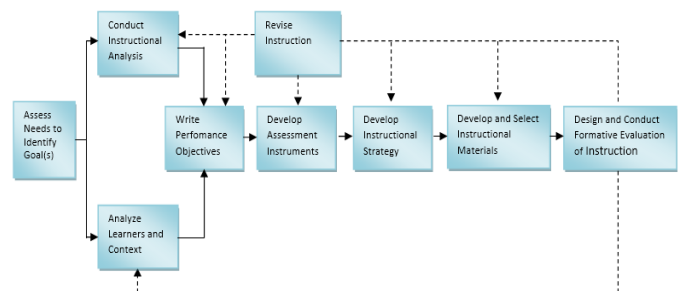 Conduct
Instructional
Analysis
Revise
Instruction
Assess
Needs to
Identify
Goal(s)
Write
Perfomance
Objectives
Develop
Assessment
Instruments
Develop
Instructional
Strategy
Develop and Select
Instructional
Materials
Design and Conduct
Formative Evaluation
of Instruction
Analyze
Learners and
Context